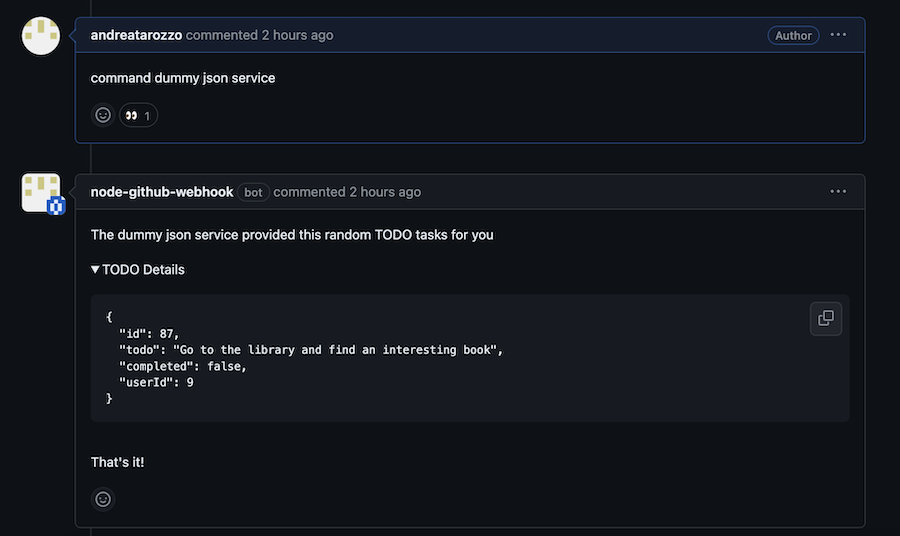 andreatarozzo commented 2 hours ago Author
command dummy json service
👀 1
node-github-webhook bot commented 2 hours ago
The dummy json service provided this random TODO tasks for you
▼ TODO Details
{
"id": 87,
"todo": "Go to the library and find an interesting book",
"completed": false,
"userId": 9
}
That's it!